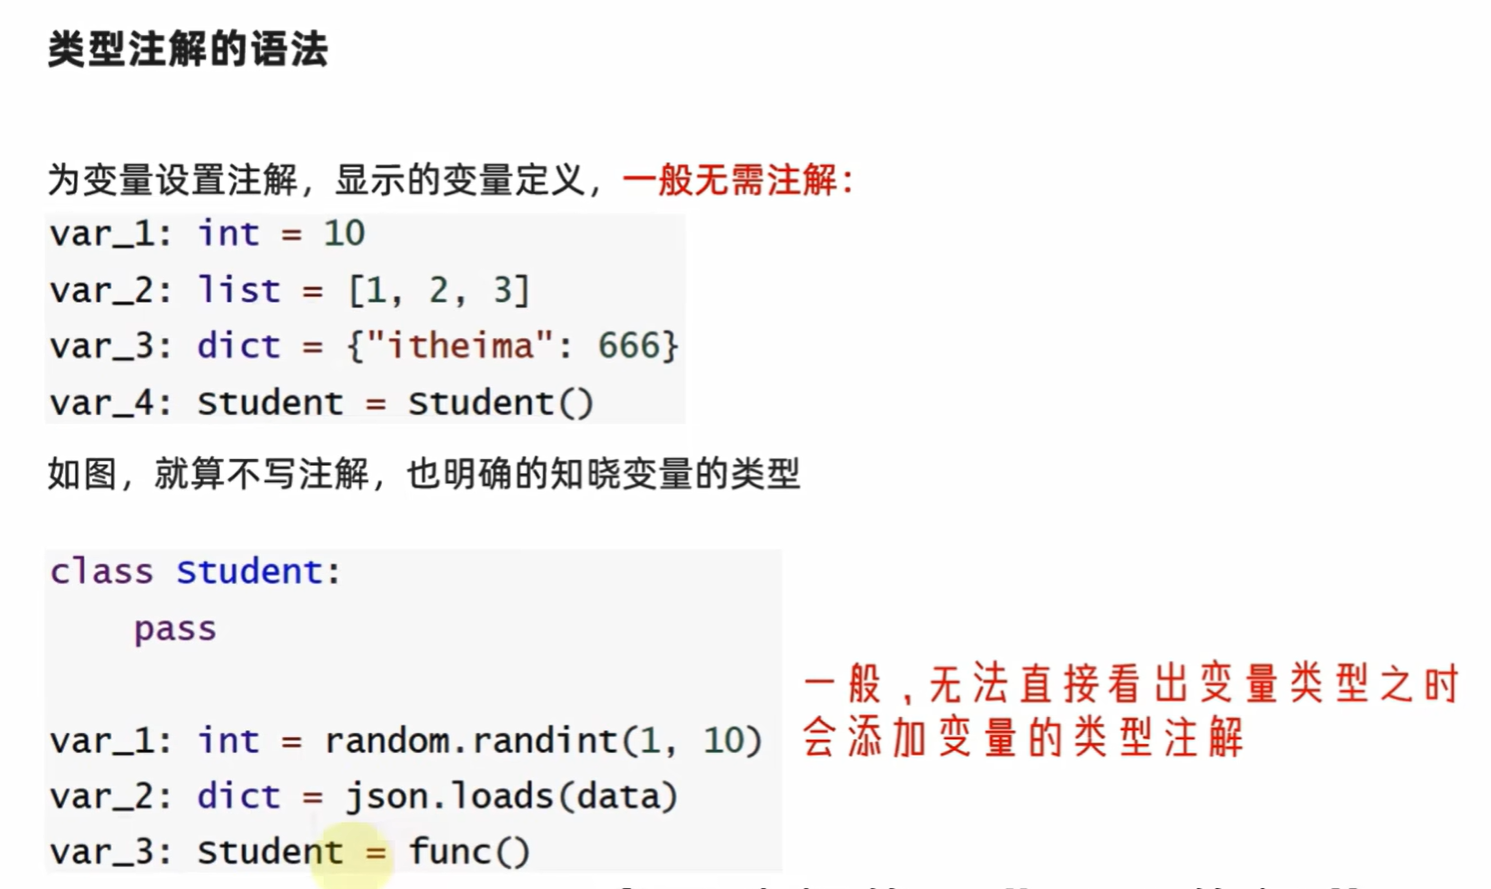 类型注解的语法
为变量设置注解，显示的变量定义，一般无需注解：
var_1: int = 10
var_2: list = [1, 2, 3]
var_3: dict = {"itheima": 666}
var_4: Student = Student()
如图，就算不写注解，也明确的知晓变量的类型
class Student:
    pass
var_1: int = random.randint(1, 10)
var_2: dict = json.loads(data)
var_3: Student = func()
一般，无法直接看出变量类型之时
会添加变量的类型注解